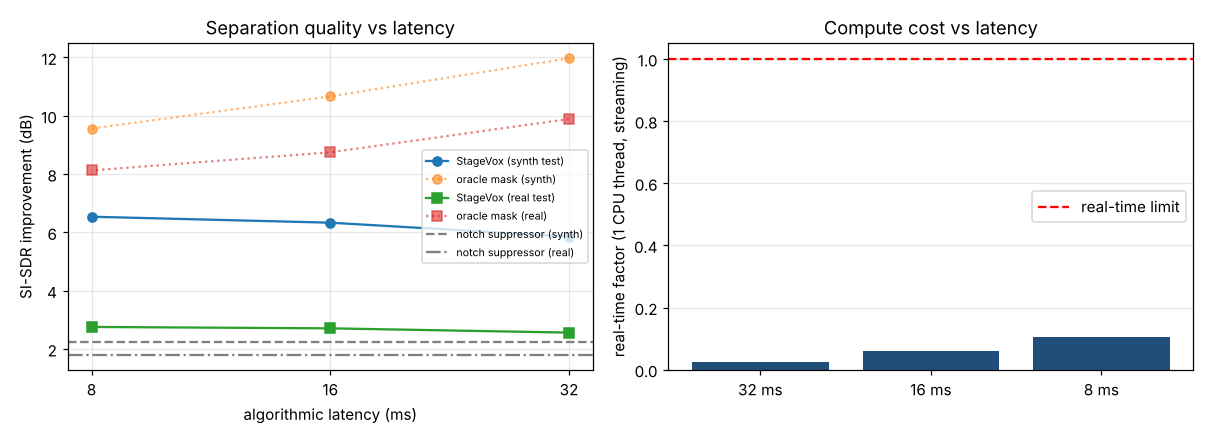 Separation quality vs latency
SI-SDR improvement (dB)
12
10
8
6
4
2
StageVox (synth test)
oracle mask (synth)
StageVox (real test)
oracle mask (real)
notch suppressor (synth)
notch suppressor (real)
8
16
32
algorithmic latency (ms)
Compute cost vs latency
real-time factor (1 CPU thread, streaming)
1.0
0.8
0.6
0.4
0.2
0.0
real-time limit
32 ms
16 ms
8 ms